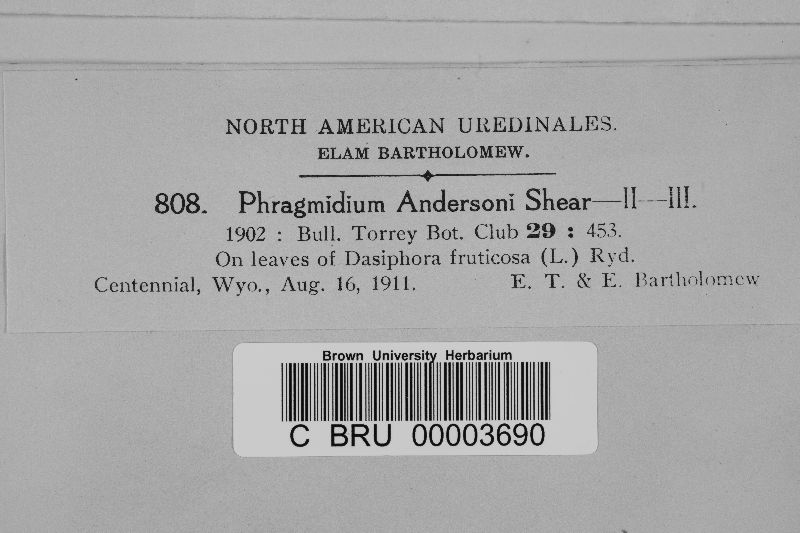 NORTH AMERICAN UREDINALES.
ELAM BARTHOLOMEW.
808. Phragmidium Andersoni Shear—II—III.
1902 : Bull. Torrey Bot. Club 29 : 453.
On leaves of Dasiphora fruticosa (L.) Ryd.
Centennial, Wyo., Aug. 16, 1911. E. T. & E. Bartholomew
Brown University Herbarium
C BRU 00003690